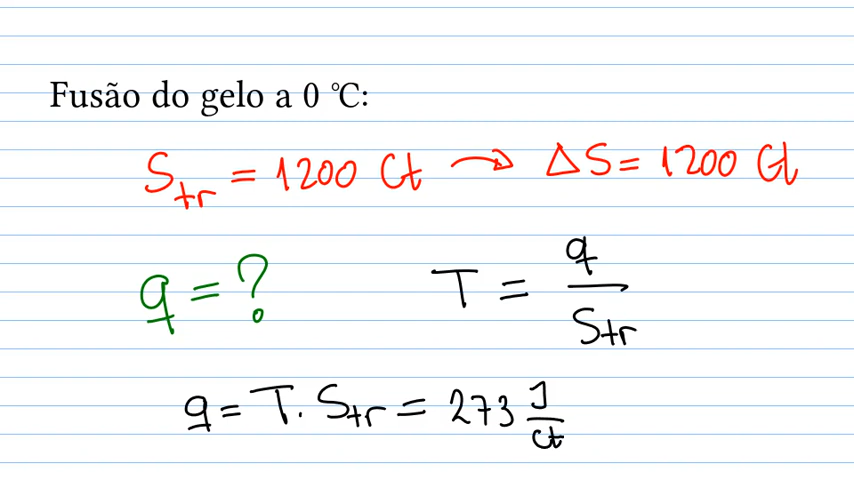 Fusão do gelo a 0 °C:
S_tr = 1200 Ct → ΔS = 1200 Ct
q = ?
T = q / S_tr
q = T. S_tr = 273 J / Ct